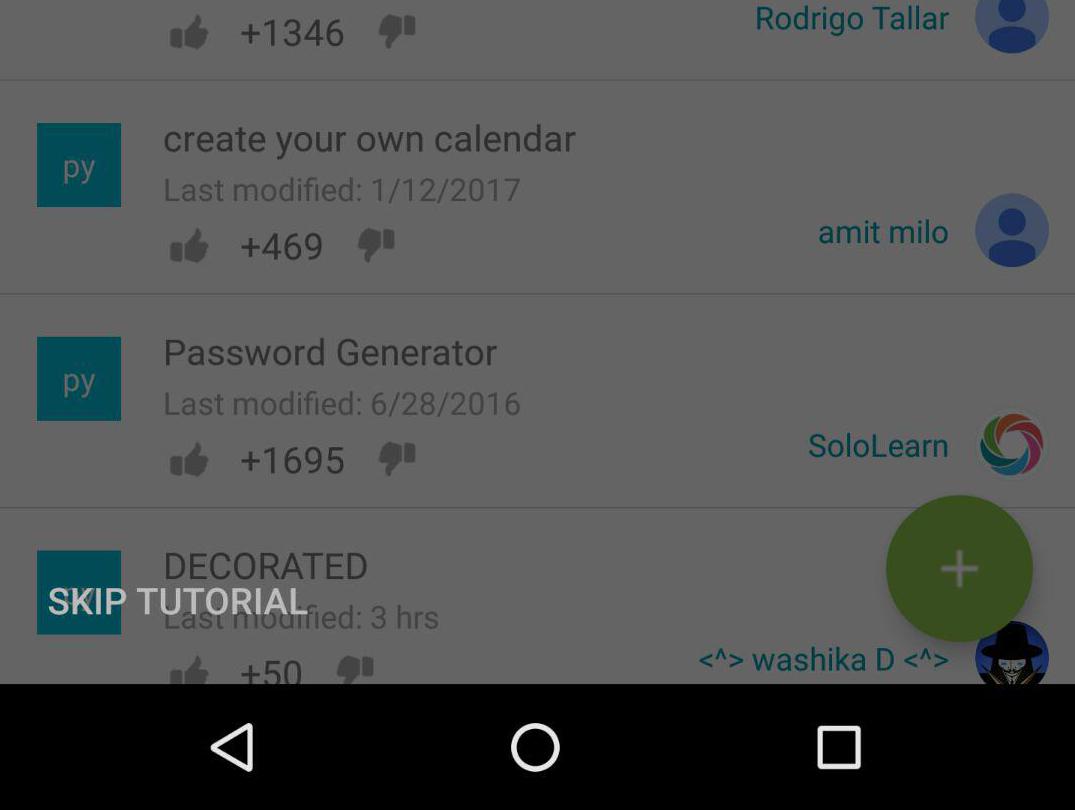 +1346
Rodrigo Tallar
py
create your own calendar
Last modified: 1/12/2017
+469
amit milo
py
Password Generator
Last modified: 6/28/2016
+1695
SoloLearn
DECORATED
SKIP TUTORIAL
Last modified: 3 hrs
+50
<^> washika D <^>